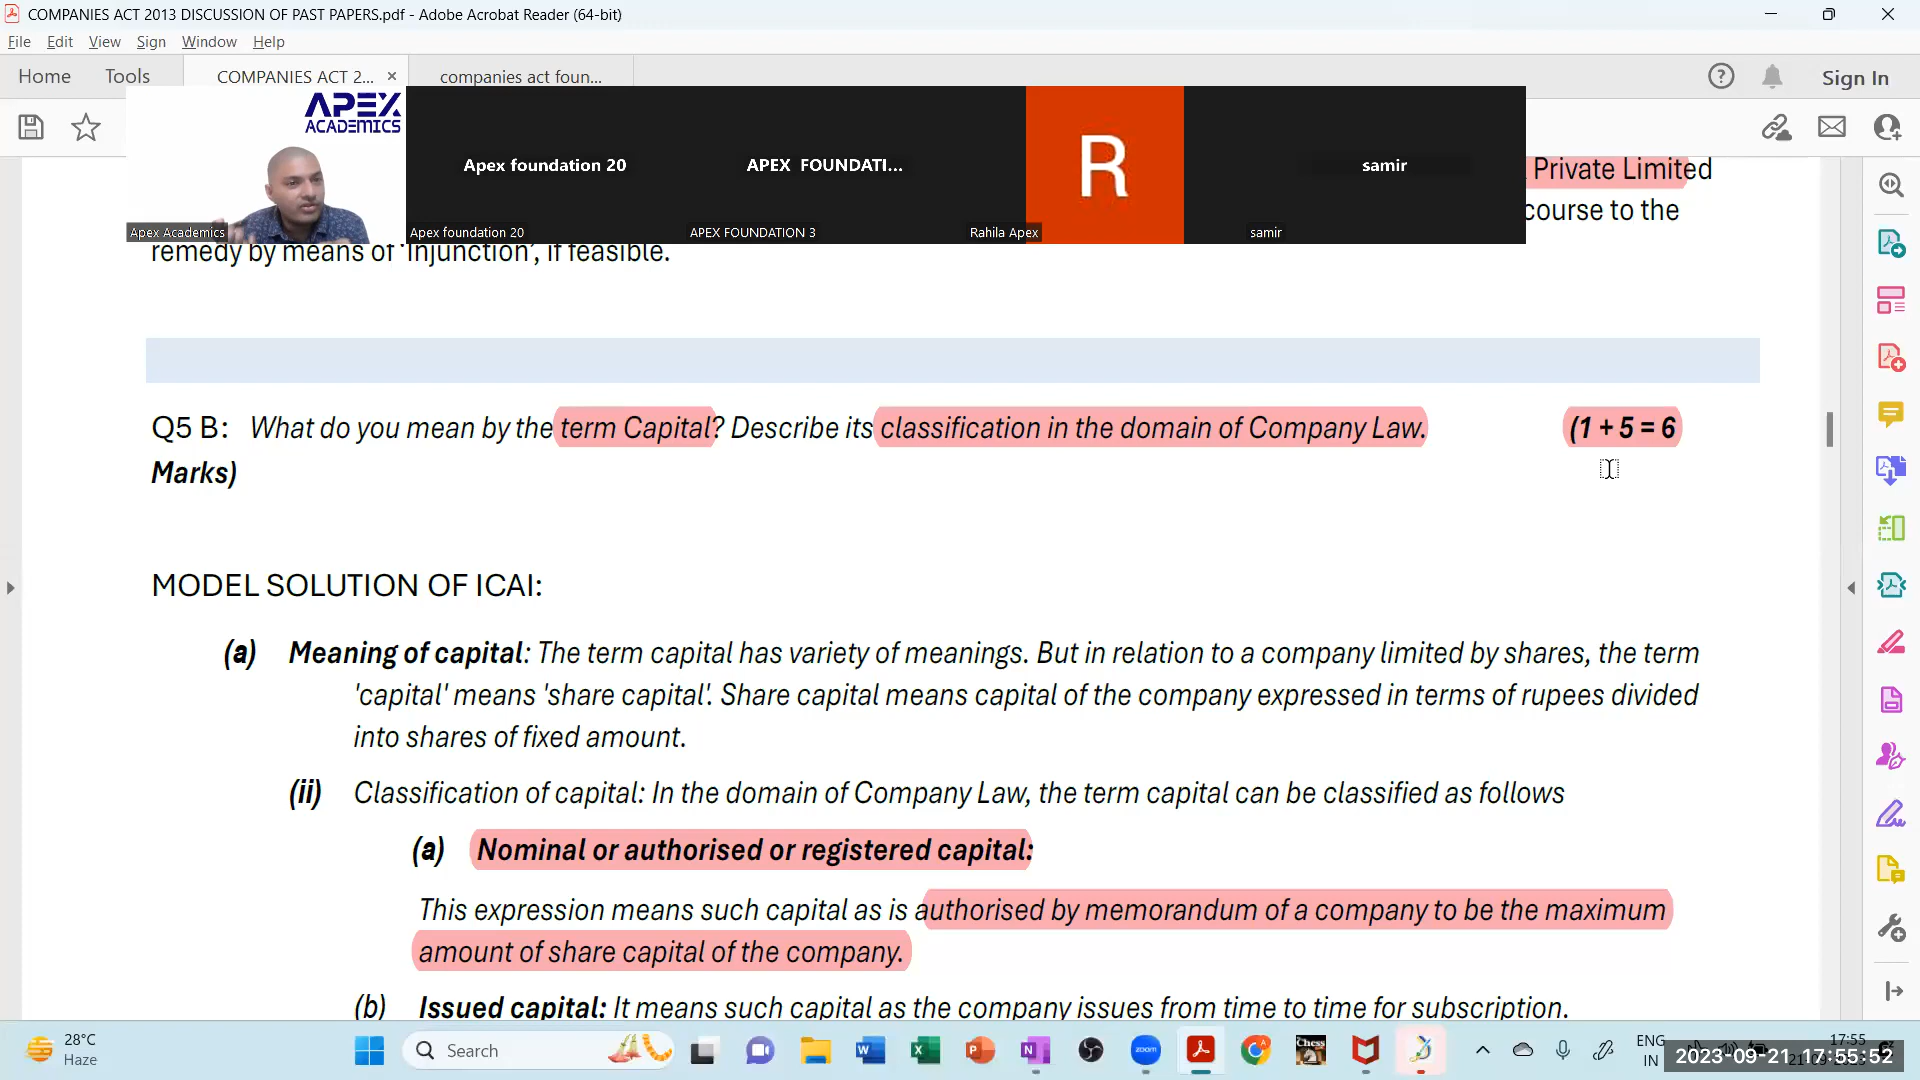 COMPANIES ACT 2013 DISCUSSION OF PAST PAPERS.pdf - Adobe Acrobat Reader (64-bit)
File Edit View Sign Window Help
Home Tools COMPANIES ACT 2... × companies act foun... Sign In
APEX
ACADEMICS
Apex foundation 20 APEX FOUNDATI... R samir
Apex Academics Apex foundation 20 APEX FOUNDATION 3 Rahila Apex samir
Private Limited
course to the
remedy by means of 'Injunction', if feasible.
Q5 B: What do you mean by the term Capital? Describe its classification in the domain of Company Law. (1 + 5 = 6
Marks)
MODEL SOLUTION OF ICAI:
(a) Meaning of capital: The term capital has variety of meanings. But in relation to a company limited by shares, the term
'capital' means 'share capital'. Share capital means capital of the company expressed in terms of rupees divided
into shares of fixed amount.
(ii) Classification of capital: In the domain of Company Law, the term capital can be classified as follows
(a) Nominal or authorised or registered capital:
This expression means such capital as is authorised by memorandum of a company to be the maximum
amount of share capital of the company.
(b) Issued capital: It means such capital as the company issues from time to time for subscription.
28°C
Haze
Search
zoom
Chess
ENG
IN
17:55
2023-09-21 17:55:52